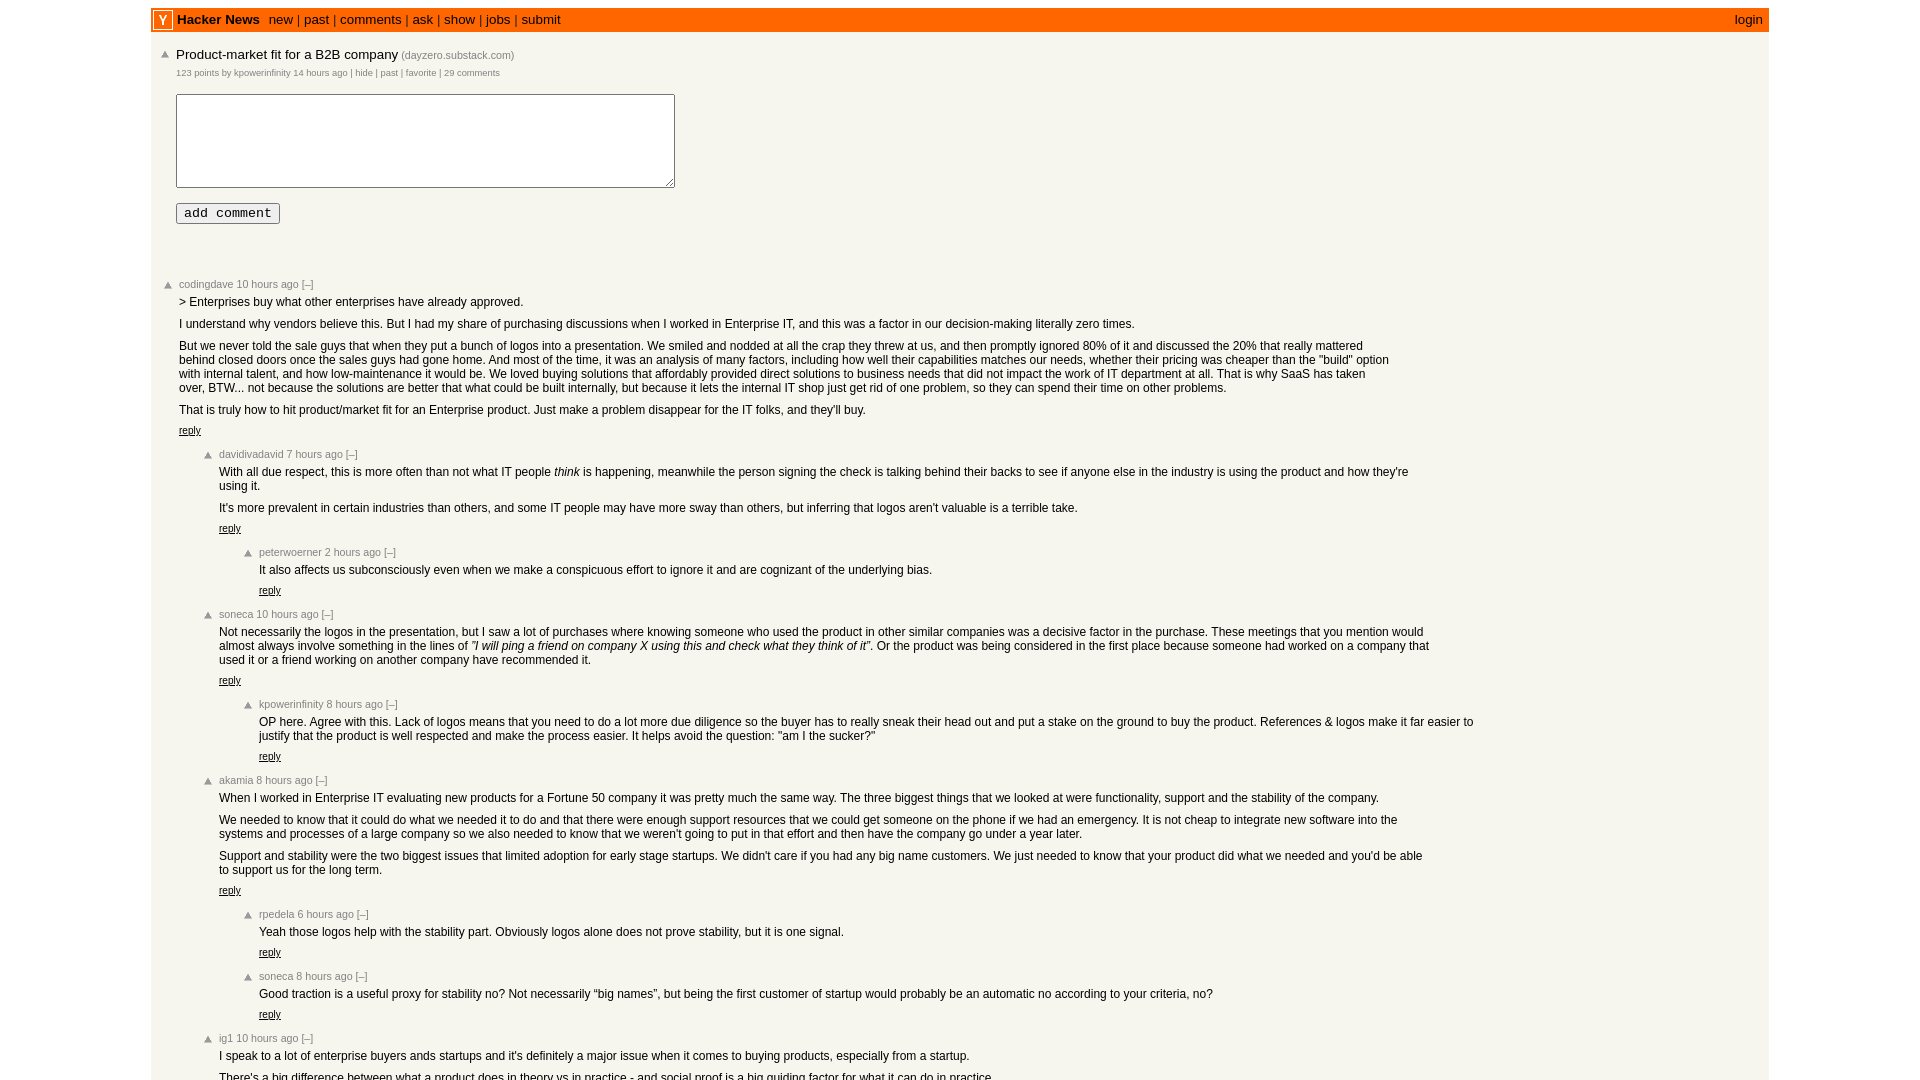 Y Hacker News new | past | comments | ask | show | jobs | submit login
Product-market fit for a B2B company (dayzero.substack.com)
123 points by kpowerinfinity 14 hours ago | hide | past | favorite | 29 comments
add comment
codingdave 10 hours ago [–]
> Enterprises buy what other enterprises have already approved.
I understand why vendors believe this. But I had my share of purchasing discussions when I worked in Enterprise IT, and this was a factor in our decision-making literally zero times.
But we never told the sale guys that when they put a bunch of logos into a presentation. We smiled and nodded at all the crap they threw at us, and then promptly ignored 80% of it and discussed the 20% that really mattered
behind closed doors once the sales guys had gone home. And most of the time, it was an analysis of many factors, including how well their capabilities matches our needs, whether their pricing was cheaper than the "build" option
with internal talent, and how low-maintenance it would be. We loved buying solutions that affordably provided direct solutions to business needs that did not impact the work of IT department at all. That is why SaaS has taken
over, BTW... not because the solutions are better that what could be built internally, but because it lets the internal IT shop just get rid of one problem, so they can spend their time on other problems.
That is truly how to hit product/market fit for an Enterprise product. Just make a problem disappear for the IT folks, and they'll buy.
reply
davidivadavid 7 hours ago [–]
With all due respect, this is more often than not what IT people think is happening, meanwhile the person signing the check is talking behind their backs to see if anyone else in the industry is using the product and how they're
using it.
It's more prevalent in certain industries than others, and some IT people may have more sway than others, but inferring that logos aren't valuable is a terrible take.
reply
peterwoerner 2 hours ago [–]
It also affects us subconsciously even when we make a conspicuous effort to ignore it and are cognizant of the underlying bias.
reply
soneca 10 hours ago [–]
Not necessarily the logos in the presentation, but I saw a lot of purchases where knowing someone who used the product in other similar companies was a decisive factor in the purchase. These meetings that you mention would
almost always involve something in the lines of ”I will ping a friend on company X using this and check what they think of it”. Or the product was being considered in the first place because someone had worked on a company that
used it or a friend working on another company have recommended it.
reply
kpowerinfinity 8 hours ago [–]
OP here. Agree with this. Lack of logos means that you need to do a lot more due diligence so the buyer has to really sneak their head out and put a stake on the ground to buy the product. References & logos make it far easier to
justify that the product is well respected and make the process easier. It helps avoid the question: "am I the sucker?"
reply
akamia 8 hours ago [–]
When I worked in Enterprise IT evaluating new products for a Fortune 50 company it was pretty much the same way. The three biggest things that we looked at were functionality, support and the stability of the company.
We needed to know that it could do what we needed it to do and that there were enough support resources that we could get someone on the phone if we had an emergency. It is not cheap to integrate new software into the
systems and processes of a large company so we also needed to know that we weren't going to put in that effort and then have the company go under a year later.
Support and stability were the two biggest issues that limited adoption for early stage startups. We didn't care if you had any big name customers. We just needed to know that your product did what we needed and you'd be able
to support us for the long term.
reply
rpedela 6 hours ago [–]
Yeah those logos help with the stability part. Obviously logos alone does not prove stability, but it is one signal.
reply
soneca 8 hours ago [–]
Good traction is a useful proxy for stability no? Not necessarily “big names”, but being the first customer of startup would probably be an automatic no according to your criteria, no?
reply
ig1 10 hours ago [–]
I speak to a lot of enterprise buyers ands startups and it's definitely a major issue when it comes to buying products, especially from a startup.
There's a big difference between what a product does in theory vs in practice - and social proof is a big guiding factor for what it can do in practice.